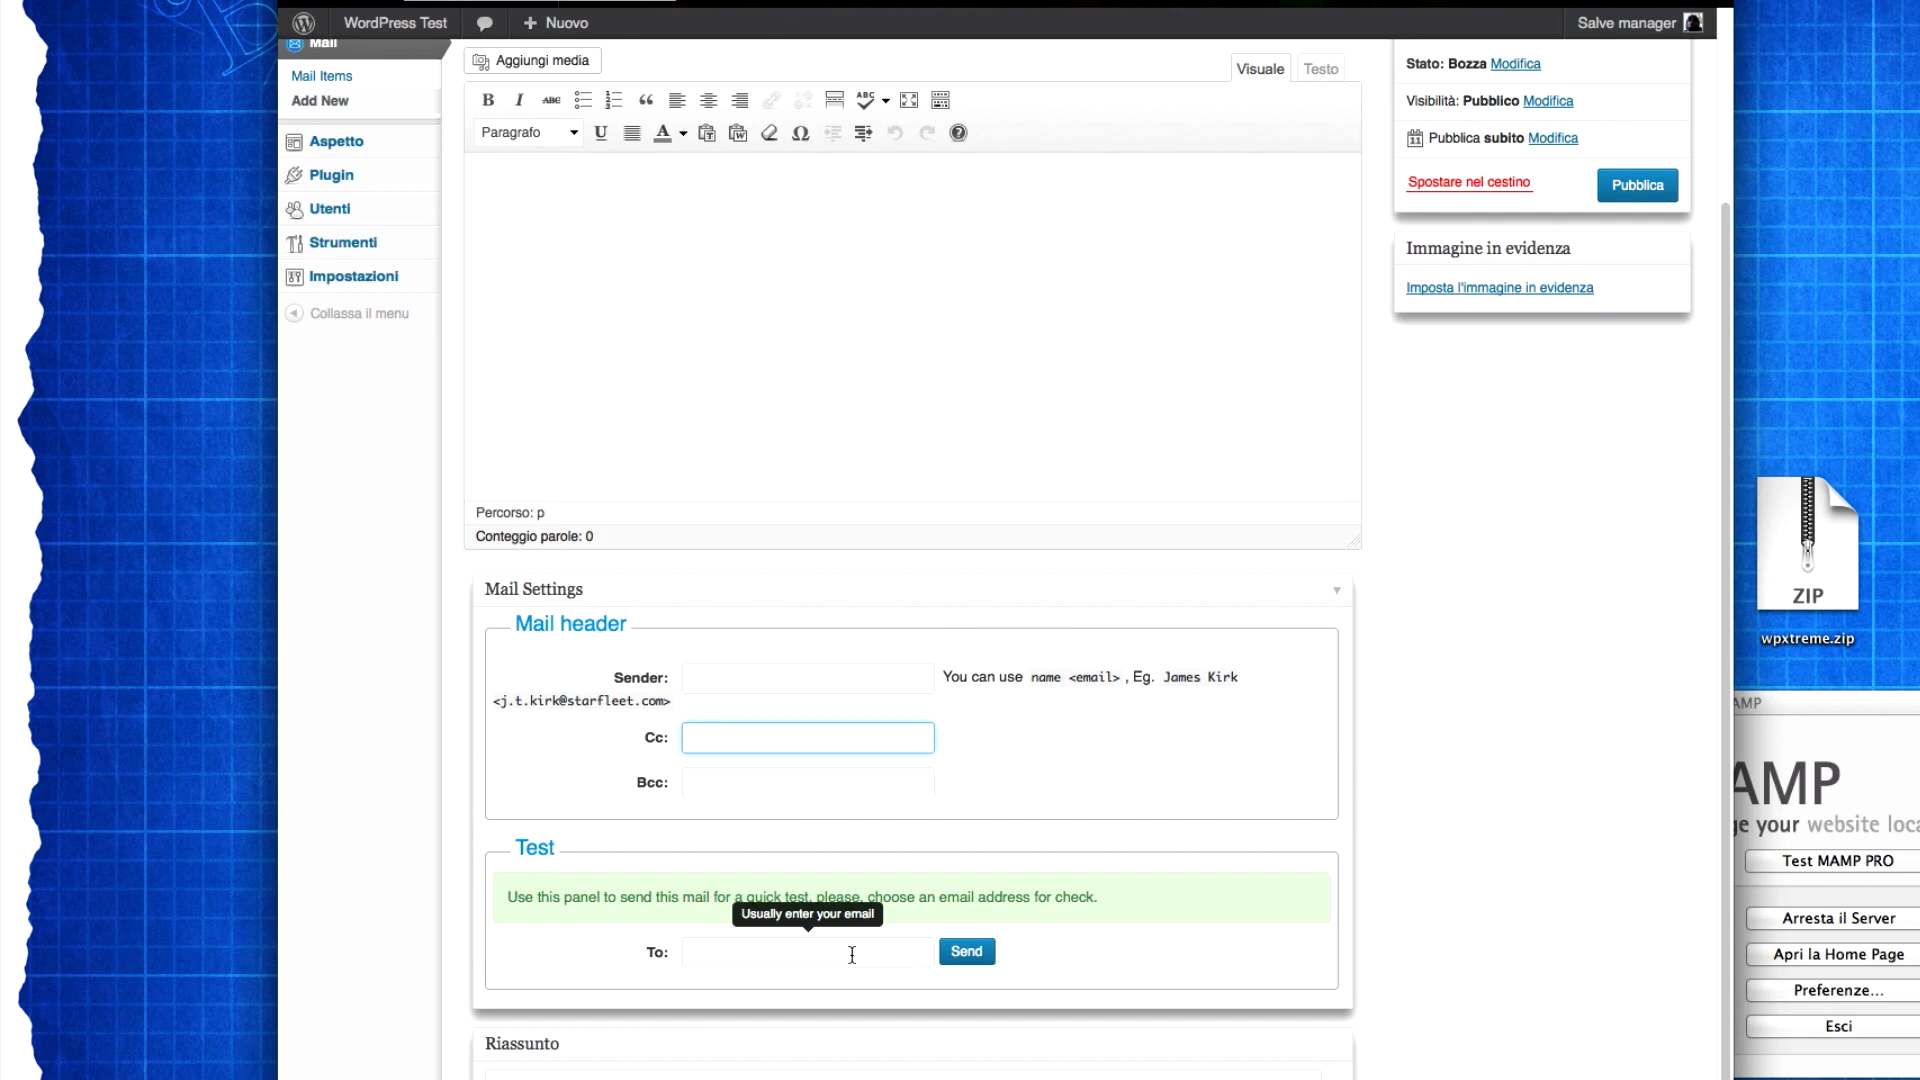 WordPress Test
Nuovo
Salve manager
Mail
Mail Items
Add New
Aspetto
Plugin
Utenti
Strumenti
Impostazioni
Collassa il menu
Aggiungi media
Visuale
Testo
B I ABC
ABC
Paragrafo
U
A
Ω
Percorso: p
Conteggio parole: 0
Stato: Bozza Modifica
Visibilità: Pubblico Modifica
11
Pubblica subito Modifica
Spostare nel cestino
Pubblica
Immagine in evidenza
Imposta l'immagine in evidenza
Mail Settings
Mail header
Sender:
You can use name <email> , Eg. James Kirk
<j.t.kirk@starfleet.com>
Cc:
Bcc:
Test
Use this panel to send this mail for a quick test, please, choose an email address for check.
Usually enter your email
To:
Send
Riassunto
ZIP
wpxtreme.zip
AMP
AMP
ge your website loca
Test MAMP PRO
Arresta il Server
Apri la Home Page
Preferenze...
Esci